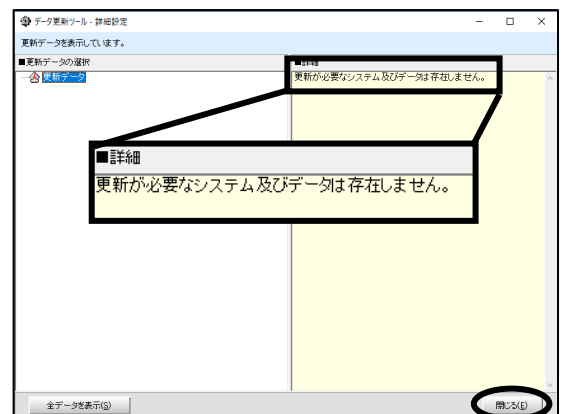 データ更新ツール - 詳細設定
更新データを表示しています。
■更新データの選択
■詳細
更新データ
更新が必要なシステム及びデータは存在しません。
■詳細
更新が必要なシステム及びデータは存在しません。
全データを表示(S)
閉じる(E)